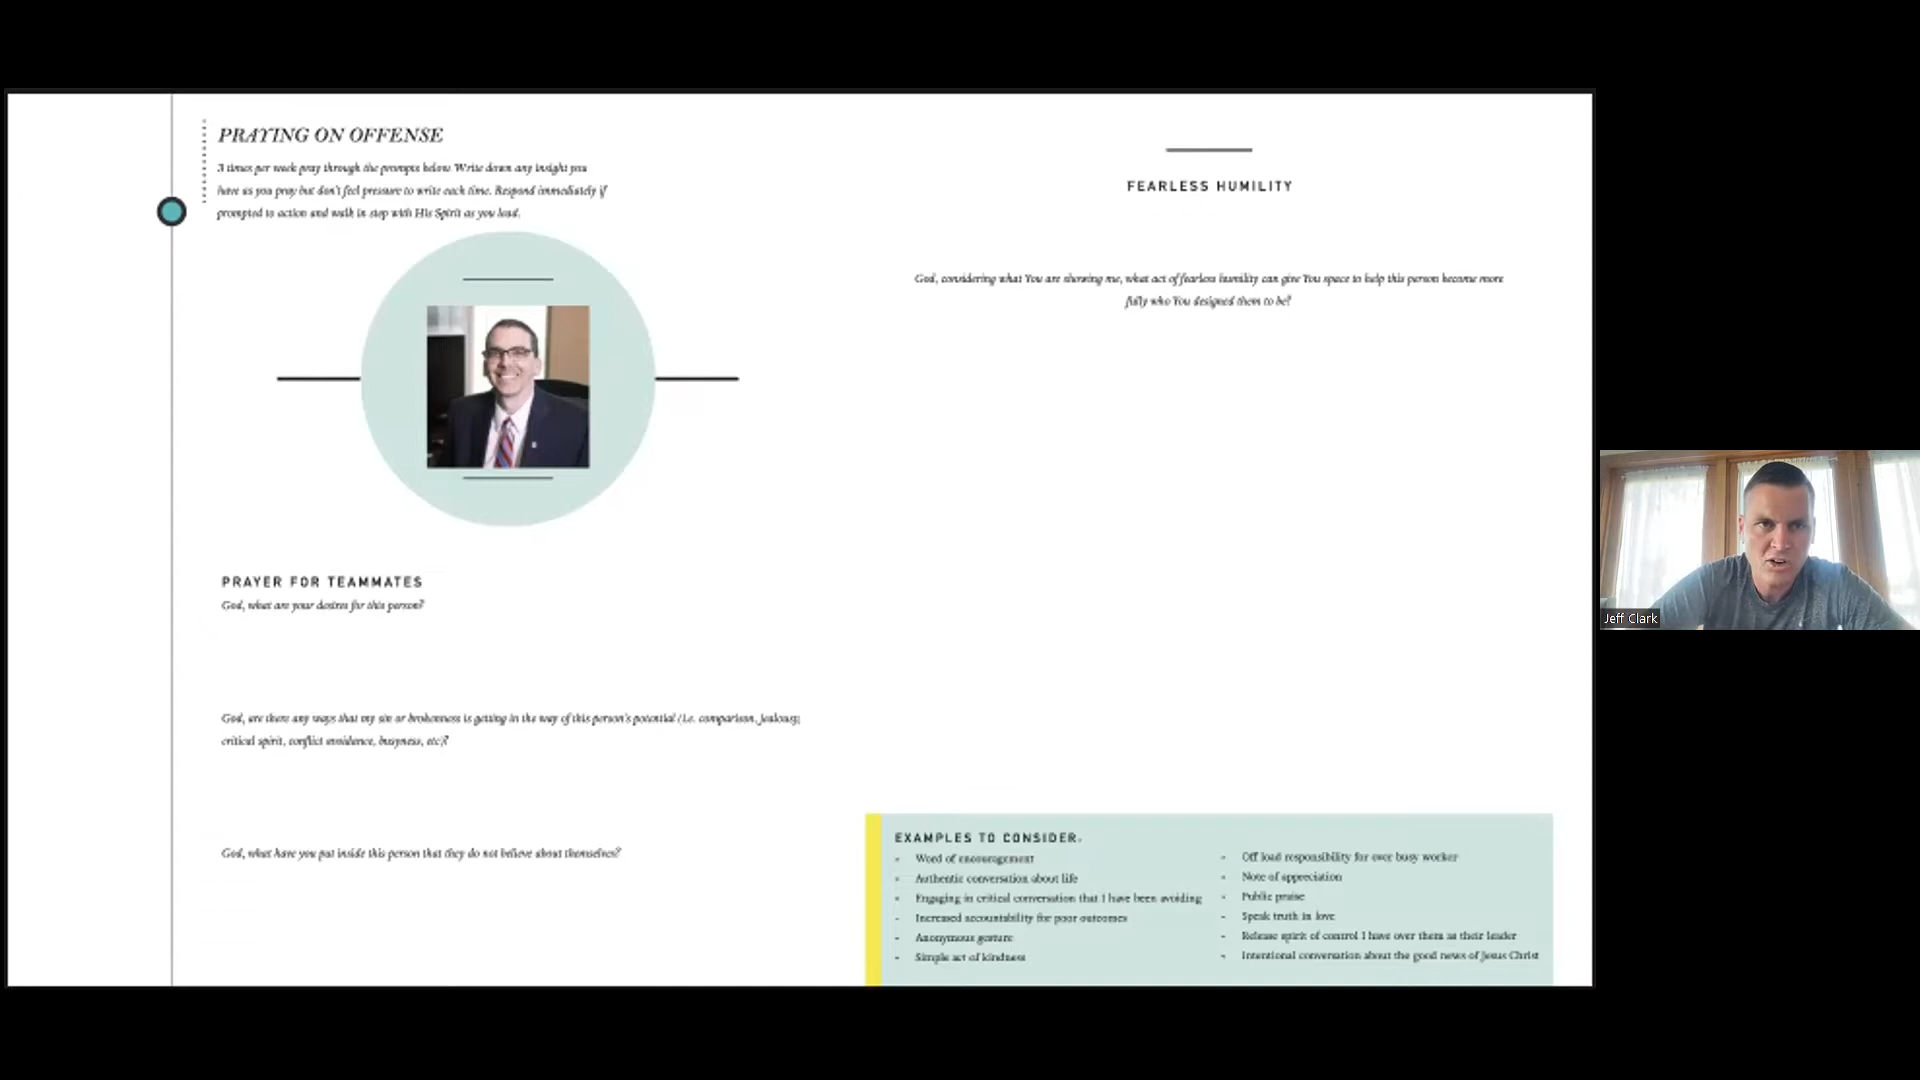 PRAYING ON OFFENSE
3 times per week pray through the prompts below. Write down any insight you
have as you pray but don't feel pressure to write each time. Respond immediately if
prompted to action and walk in step with His Spirit as you lead.
PRAYER FOR TEAMMATES
God, what are your desires for this person?
God, are there any ways that my sin or brokenness is getting in the way of this person's potential (i.e. comparison, jealousy,
critical spirit, conflict avoidance, busyness, etc)?
God, what have you put inside this person that they do not believe about themselves?
FEARLESS HUMILITY
God, considering what You are showing me, what act of fearless humility can give You space to help this person become more
fully who You designed them to be?
EXAMPLES TO CONSIDER.
- Word of encouragement
- Authentic conversation about life
- Engaging in critical conversation that I have been avoiding
- Increased accountability for poor outcomes
- Anonymous gesture
- Simple act of kindness
- Off load responsibility for over busy worker
- Note of appreciation
- Public praise
- Speak truth in love
- Release spirit of control I have over them as their leader
- Intentional conversation about the good news of Jesus Christ
Jeff Clark